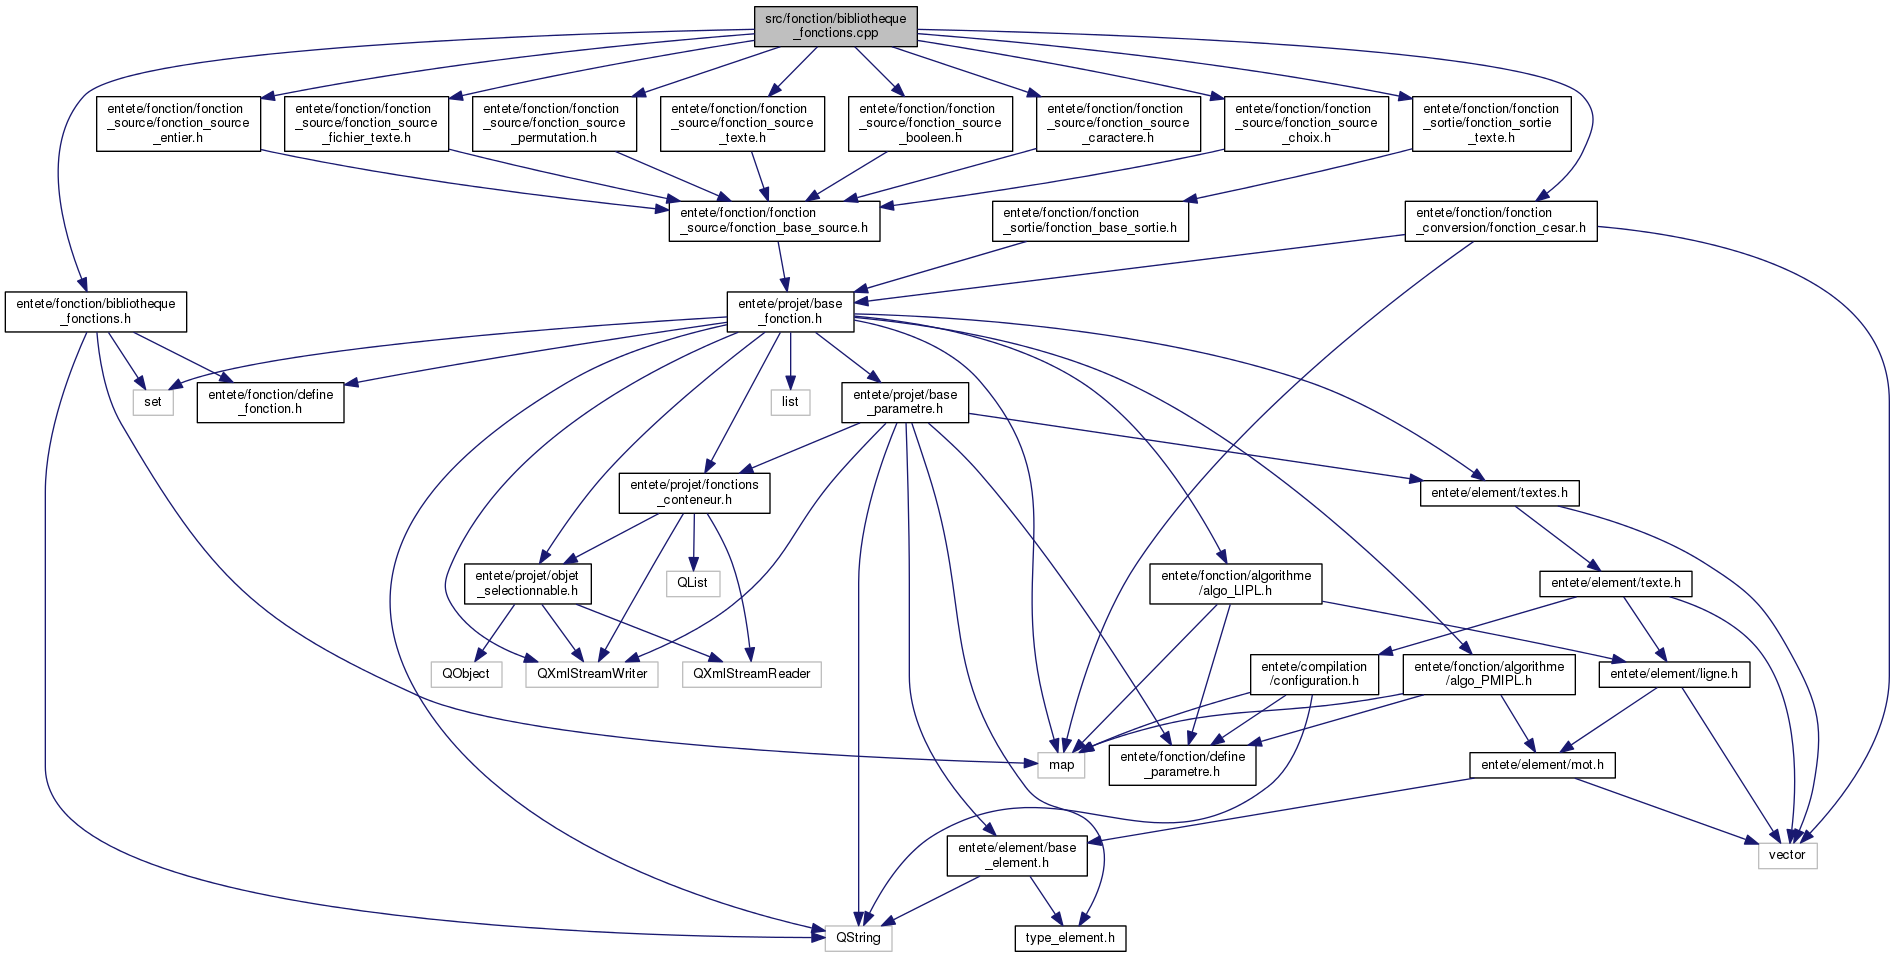 src/fonction/bibliotheque
_fonctions.cpp
entete/fonction/fonction
_source/fonction_source
_entier.h
entete/fonction/fonction
_source/fonction_source
_fichier_texte.h
entete/fonction/fonction
_source/fonction_source
_permutation.h
entete/fonction/fonction
_source/fonction_source
_texte.h
entete/fonction/fonction
_source/fonction_source
_booleen.h
entete/fonction/fonction
_source/fonction_source
_caractere.h
entete/fonction/fonction
_source/fonction_source
_choix.h
entete/fonction/fonction
_sortie/fonction_sortie
_texte.h
entete/fonction/fonction
_source/fonction_base_source.h
entete/fonction/fonction
_sortie/fonction_base_sortie.h
entete/fonction/fonction
_conversion/fonction_cesar.h
entete/fonction/bibliotheque
_fonctions.h
entete/projet/base
_fonction.h
set
entete/fonction/define
_fonction.h
list
entete/projet/base
_parametre.h
entete/projet/fonctions
_conteneur.h
entete/element/textes.h
entete/projet/objet
_selectionnable.h
QList
entete/fonction/algorithme
/algo_LIPL.h
entete/element/texte.h
QObject
QXmlStreamWriter
QXmlStreamReader
entete/compilation
/configuration.h
entete/fonction/algorithme
/algo_PMIPL.h
entete/element/ligne.h
map
entete/fonction/define
_parametre.h
entete/element/mot.h
entete/element/base
_element.h
vector
QString
type_element.h